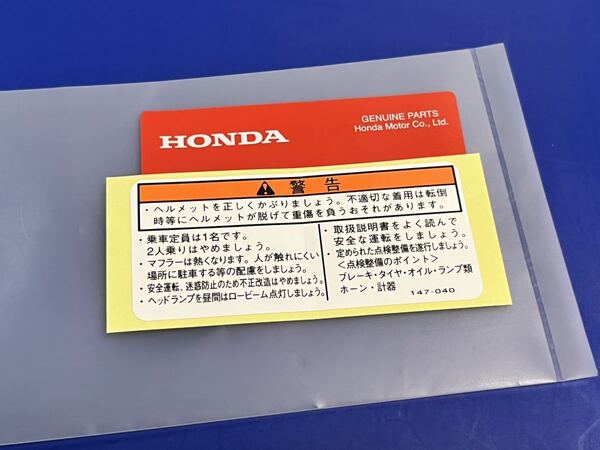 HONDA
GENUINE PARTS
Honda Motor Co., Ltd.
警告
・ヘルメットを正しくかぶりましょう。不適切な着用は転倒
時等にヘルメットが脱げて重傷を負うおそれがあります。
・乗車定員は1名です。
2人乗りはやめましょう。
・マフラーは熱くなります。人が触れにくい
場所に駐車する等の配慮をしましょう。
・安全運転、迷惑防止のため不正改造はやめましょう。
・ヘッドランプを昼間はロービーム点灯しましょう。
・取扱説明書をよく読んで
安全な運転をしましょう。
・定められた点検整備を遂行しましょう。
＜点検整備のポイント＞
ブレーキ・タイヤ・オイル・ランプ類
ホーン・計器
147-040